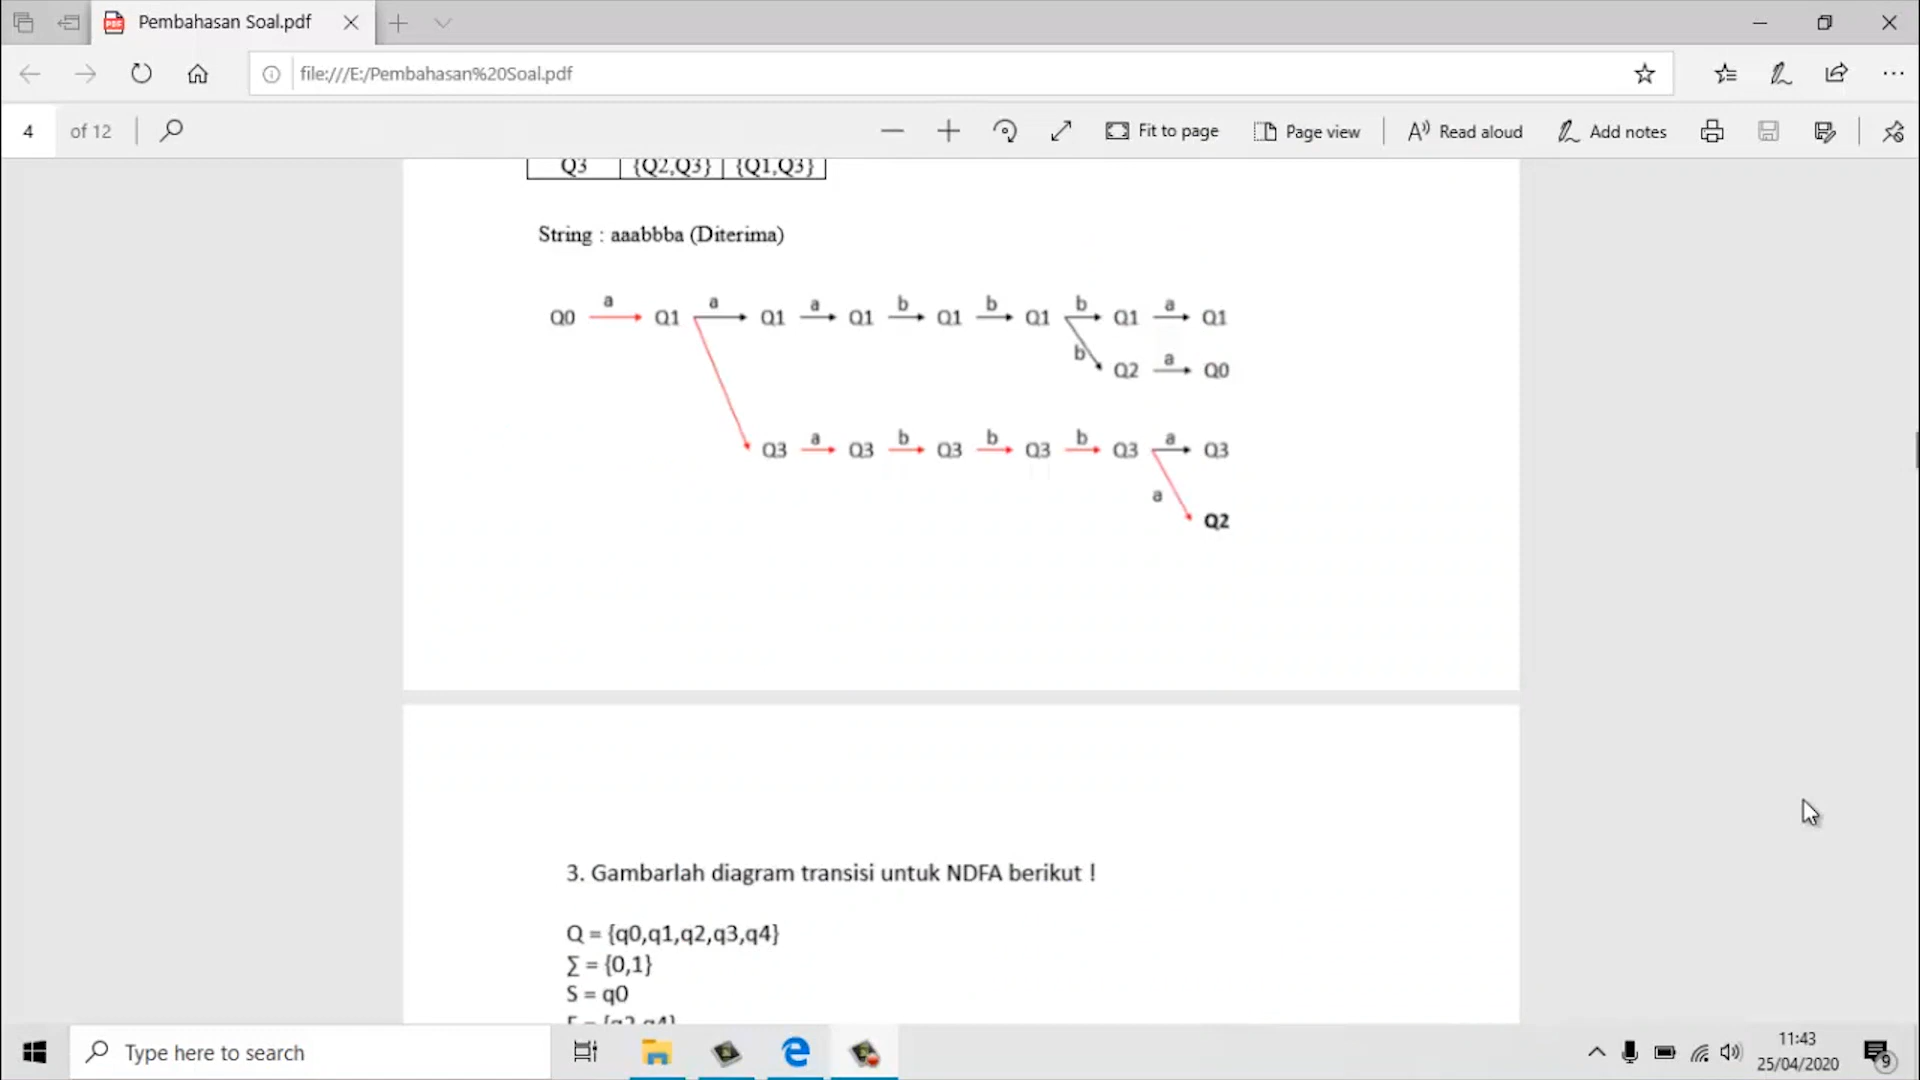 Pembahasan Soal.pdf
file:///E:/Pembahasan%20Soal.pdf
4 of 12
Fit to page
Page view
Read aloud
Add notes
Q3 {Q2,Q3} {Q1,Q3}
String : aaabbba (Diterima)
a a a b b b a
Q0 Q1 Q1 Q1 Q1 Q1 Q1 Q1
b a
Q2 Q0
a b b b a
Q3 Q3 Q3 Q3 Q3 Q3
a
Q2
3. Gambarlah diagram transisi untuk NDFA berikut !
Q = {q0,q1,q2,q3,q4}
∑ = {0,1}
S = q0
F = {q2,q4}
Type here to search
11:43
25/04/2020
9